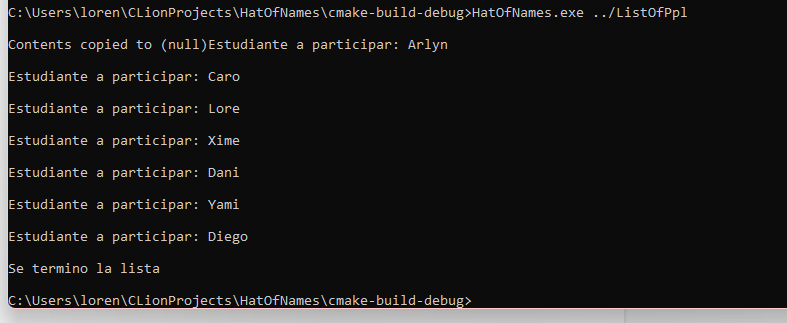 C:\Users\loren\CLionProjects\HatOfNames\cmake-build-debug>HatOfNames.exe ../ListOfPpl
Contents copied to (null)Estudiante a participar: Arlyn
Estudiante a participar: Caro
Estudiante a participar: Lore
Estudiante a participar: Xime
Estudiante a participar: Dani
Estudiante a participar: Yami
Estudiante a participar: Diego
Se termino la lista
C:\Users\loren\CLionProjects\HatOfNames\cmake-build-debug>